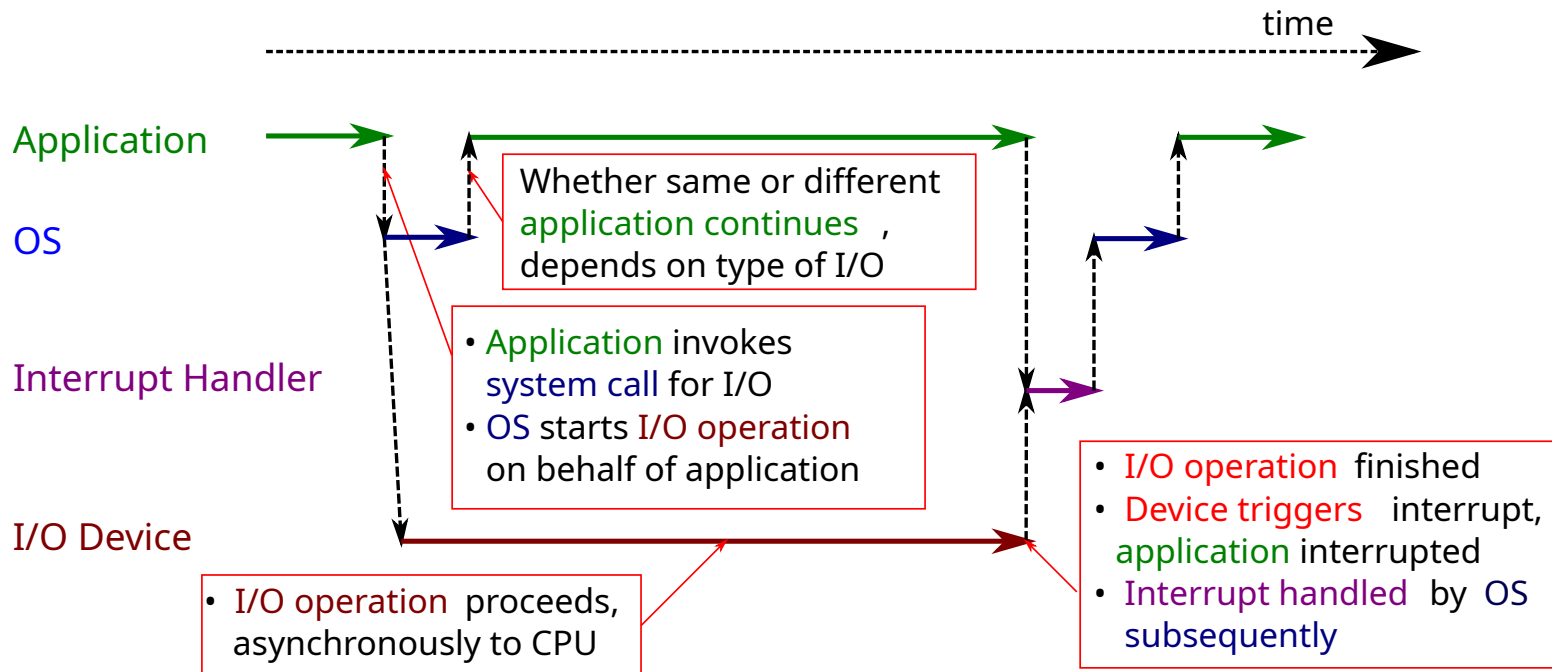 time
Application
OS
Interrupt Handler
I/O Device
Whether same or different
application continues ,
depends on type of I/O
• Application invokes
system call for I/O
• OS starts I/O operation
on behalf of application
• I/O operation proceeds,
asynchronously to CPU
• I/O operation finished
• Device triggers interrupt,
application interrupted
• Interrupt handled by OS
subsequently